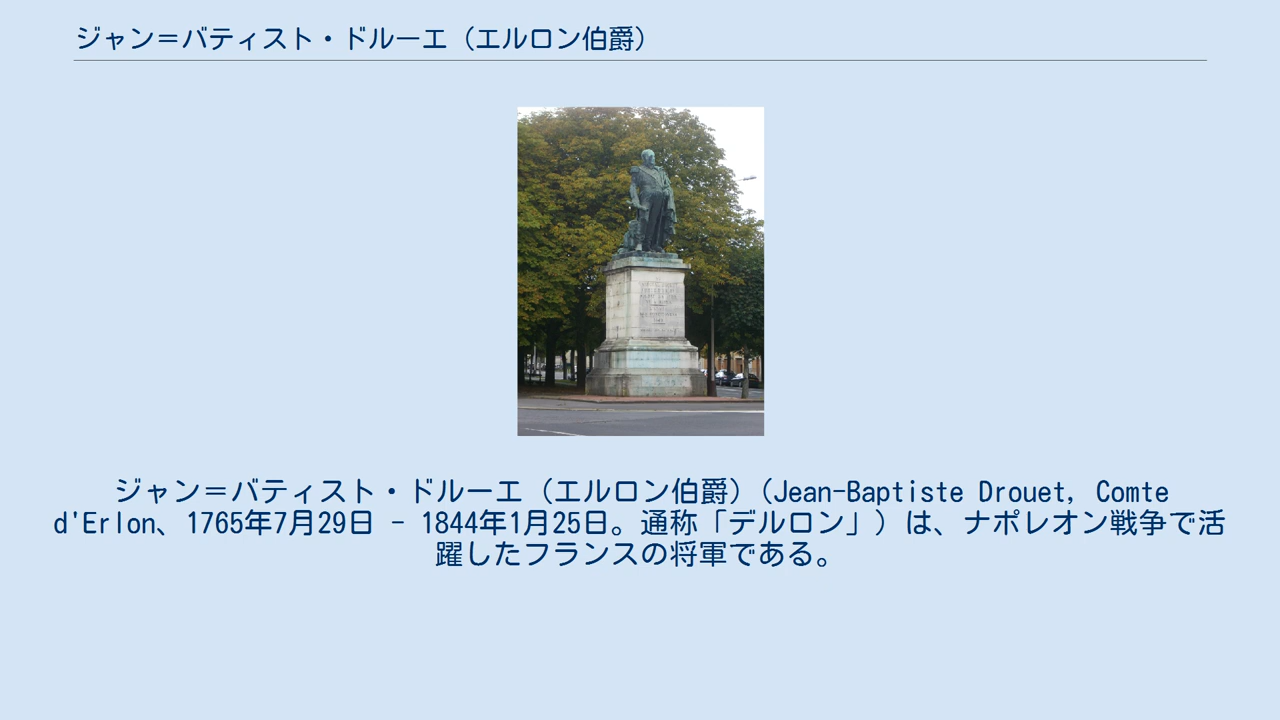 ジャン＝バティスト・ドルーエ（エルロン伯爵）
ジャン＝バティスト・ドルーエ（エルロン伯爵）(Jean-Baptiste Drouet, Comte
d'Erlon、1765年7月29日 - 1844年1月25日。通称「デルロン」）は、ナポレオン戦争で活
躍したフランスの将軍である。